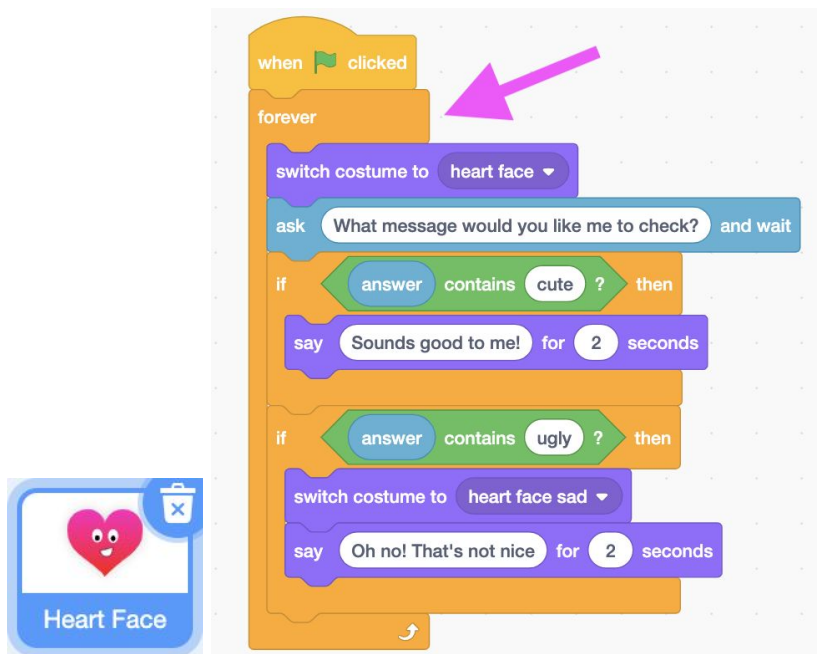 when clicked
forever
switch costume to heart face
ask What message would you like me to check? and wait
if answer contains cute ? then
say Sounds good to me! for 2 seconds
if answer contains ugly ? then
switch costume to heart face sad
say Oh no! That's not nice for 2 seconds
Heart Face